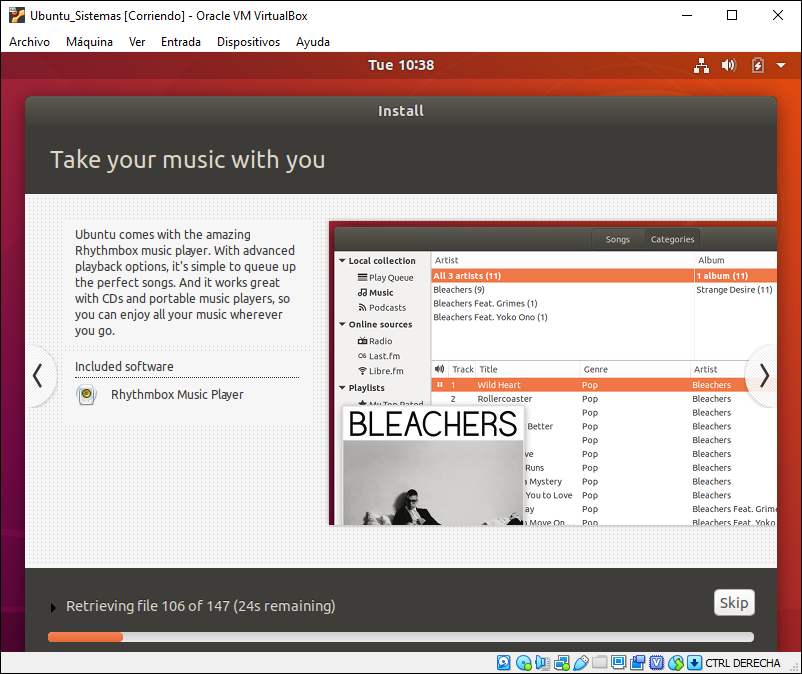 Ubuntu_Sistemas [Corriendo] - Oracle VM VirtualBox
Archivo Máquina Ver Entrada Dispositivos Ayuda
Tue 10:38
Install
Take your music with you
Ubuntu comes with the amazing
Rhythmbox music player. With advanced
playback options, it's simple to queue up
the perfect songs. And it works great
with CDs and portable music players, so
you can enjoy all your music wherever
you go.
Included software
Rhythmbox Music Player
Songs Categories
Local collection
Play Queue
Music
Podcasts
Online sources
Radio
Last.fm
Libre.fm
Playlists
My Top Rated
Artist Album
All 3 artists (11) 1 album (11)
Bleachers (9) Strange Desire (11)
Bleachers Feat. Grimes (1)
Bleachers Feat. Yoko Ono (1)
Track Title Genre Artist
1 Wild Heart Pop Bleachers
2 Rollercoaster Pop Bleachers
Pop Bleachers
Better Pop Bleachers
Pop Bleachers
ve Pop Bleachers
Runs Pop Bleachers
a Mystery Pop Bleachers
You to Love Pop Bleachers
ay Pop Bleachers Feat. Grime
n Move On Pop Bleachers Feat. Yoko
BLEACHERS
Retrieving file 106 of 147 (24s remaining)
Skip
CTRL DERECHA